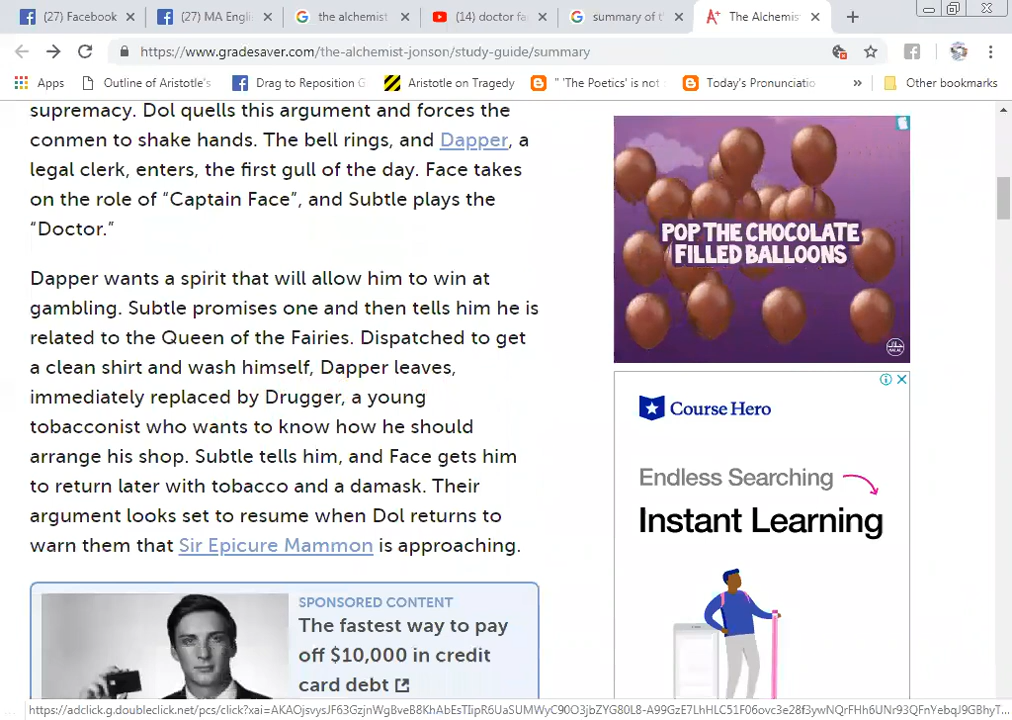 (27) Facebook
(27) MA Engli
the alchemist
(14) doctor fa
summary of t
The Alchemis
https://www.gradesaver.com/the-alchemist-jonson/study-guide/summary
Apps
Outline of Aristotle's
Drag to Reposition G
Aristotle on Tragedy
" 'The Poetics' is not
Today's Pronunciatio
»
Other bookmarks
supremacy. Dol quells this argument and forces the
conmen to shake hands. The bell rings, and Dapper, a
legal clerk, enters, the first gull of the day. Face takes
on the role of “Captain Face”, and Subtle plays the
“Doctor.”
Dapper wants a spirit that will allow him to win at
gambling. Subtle promises one and then tells him he is
related to the Queen of the Fairies. Dispatched to get
a clean shirt and wash himself, Dapper leaves,
immediately replaced by Drugger, a young
tobacconist who wants to know how he should
arrange his shop. Subtle tells him, and Face gets him
to return later with tobacco and a damask. Their
argument looks set to resume when Dol returns to
warn them that Sir Epicure Mammon is approaching.
SPONSORED CONTENT
The fastest way to pay
off $10,000 in credit
card debt
POP THE CHOCOLATE
FILLED BALLOONS
Course Hero
Endless Searching
Instant Learning